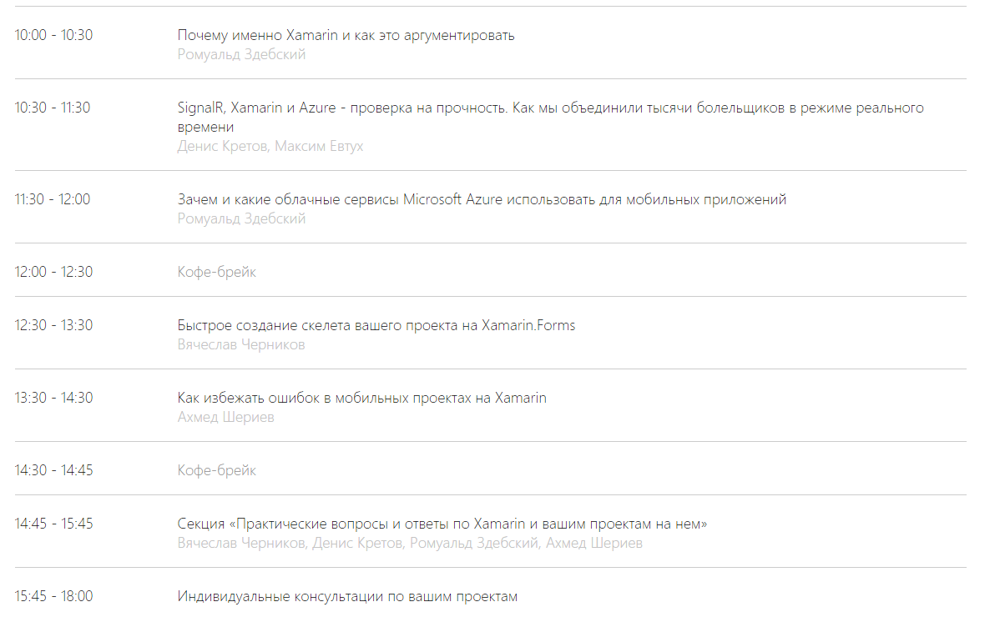 10:00 - 10:30 Почему именно Xamarin и как это аргументировать
Ромуальд Здебский
10:30 - 11:30 SignalR, Xamarin и Azure - проверка на прочность. Как мы объединили тысячи болельщиков в режиме реального
времени
Денис Кретов, Максим Евтух
11:30 - 12:00 Зачем и какие облачные сервисы Microsoft Azure использовать для мобильных приложений
Ромуальд Здебский
12:00 - 12:30 Кофе-брейк
12:30 - 13:30 Быстрое создание скелета вашего проекта на Xamarin.Forms
Вячеслав Черников
13:30 - 14:30 Как избежать ошибок в мобильных проектах на Xamarin
Ахмед Шериев
14:30 - 14:45 Кофе-брейк
14:45 - 15:45 Секция «Практические вопросы и ответы по Xamarin и вашим проектам на нем»
Вячеслав Черников, Денис Кретов, Ромуальд Здебский, Ахмед Шериев
15:45 - 18:00 Индивидуальные консультации по вашим проектам